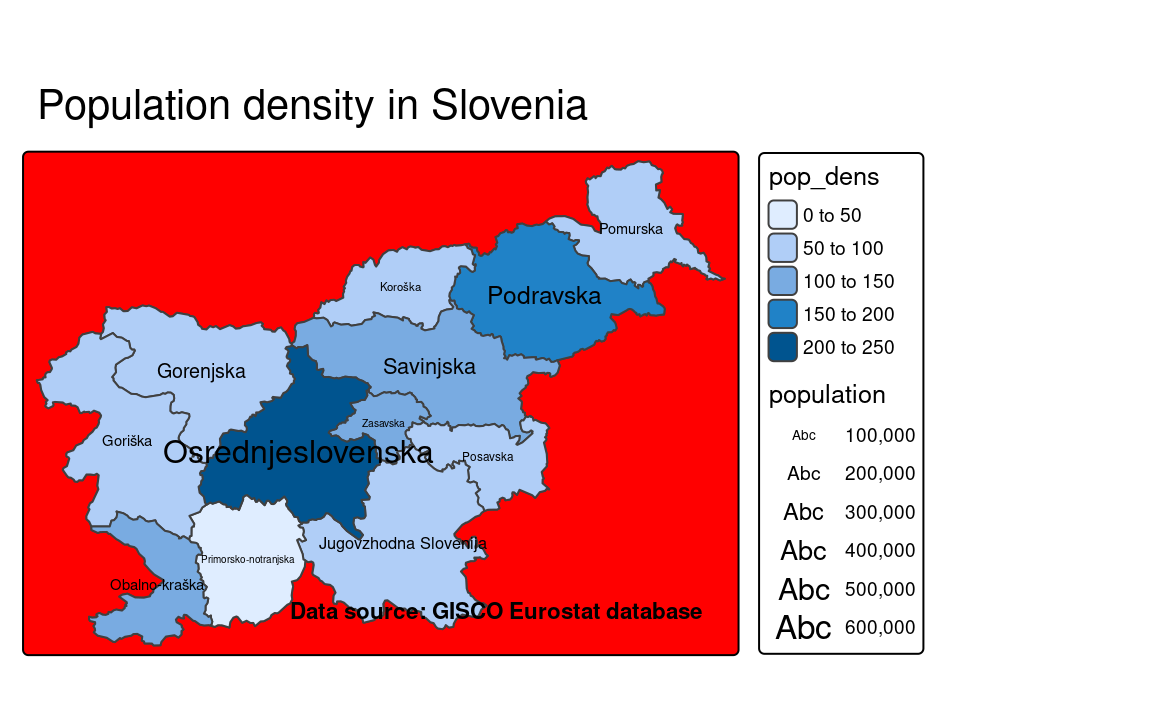 Population density in Slovenia
Pomurska
Koroška
Podravska
Gorenjska
Savinjska
Zasavska
Goriška
Osrednjeslovenska
Posavska
Jugovzhodna Slovenija
Primorsko-notranjska
Obalno-kraška
Data source: GISCO Eurostat database
pop_dens
0 to 50
50 to 100
100 to 150
150 to 200
200 to 250
population
Abc 100,000
Abc 200,000
Abc 300,000
Abc 400,000
Abc 500,000
Abc 600,000